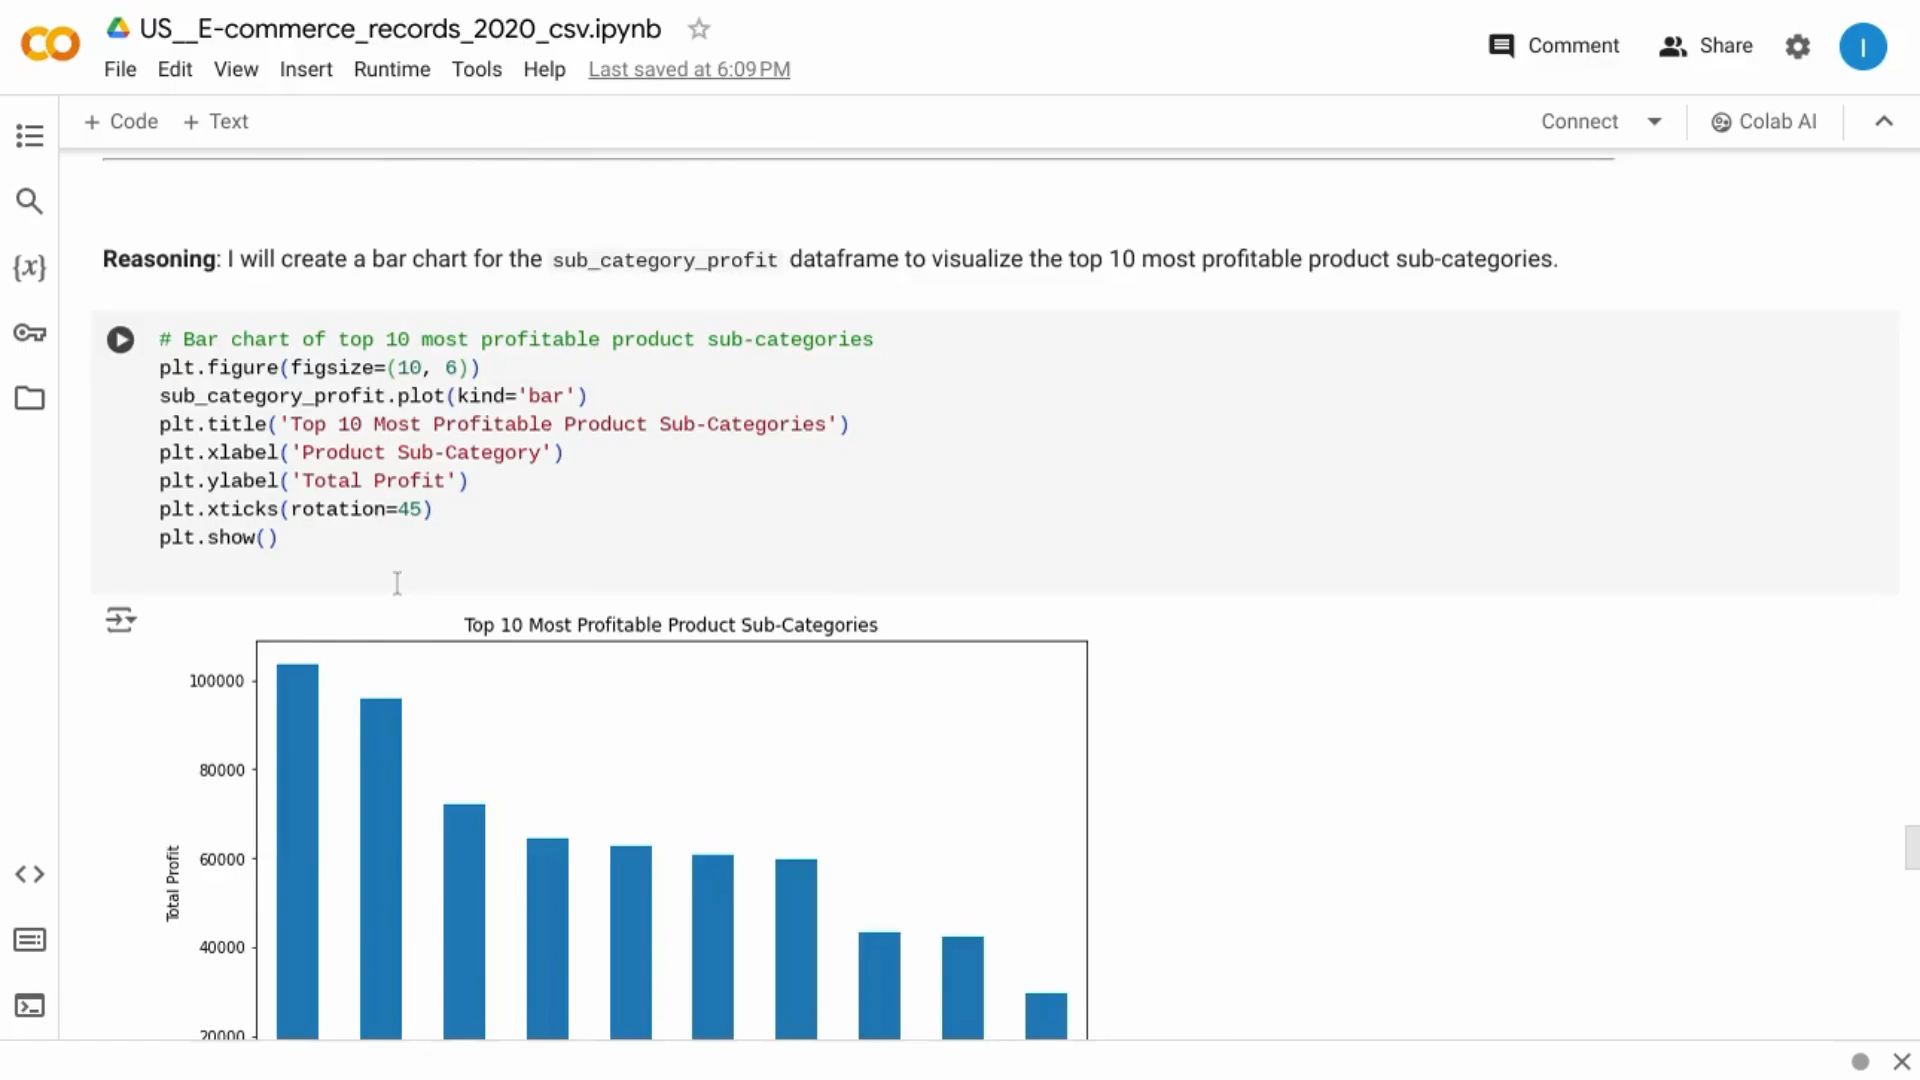 US__E-commerce_records_2020_csv.ipynb
Comment
Share
I
File Edit View Insert Runtime Tools Help Last saved at 6:09 PM
+ Code + Text
Connect
Colab AI
Reasoning: I will create a bar chart for the sub_category_profit dataframe to visualize the top 10 most profitable product sub-categories.
{x}
# Bar chart of top 10 most profitable product sub-categories
plt.figure(figsize=(10, 6))
sub_category_profit.plot(kind='bar')
plt.title('Top 10 Most Profitable Product Sub-Categories')
plt.xlabel('Product Sub-Category')
plt.ylabel('Total Profit')
plt.xticks(rotation=45)
plt.show()
Top 10 Most Profitable Product Sub-Categories
100000
80000
60000
40000
20000
Total Profit